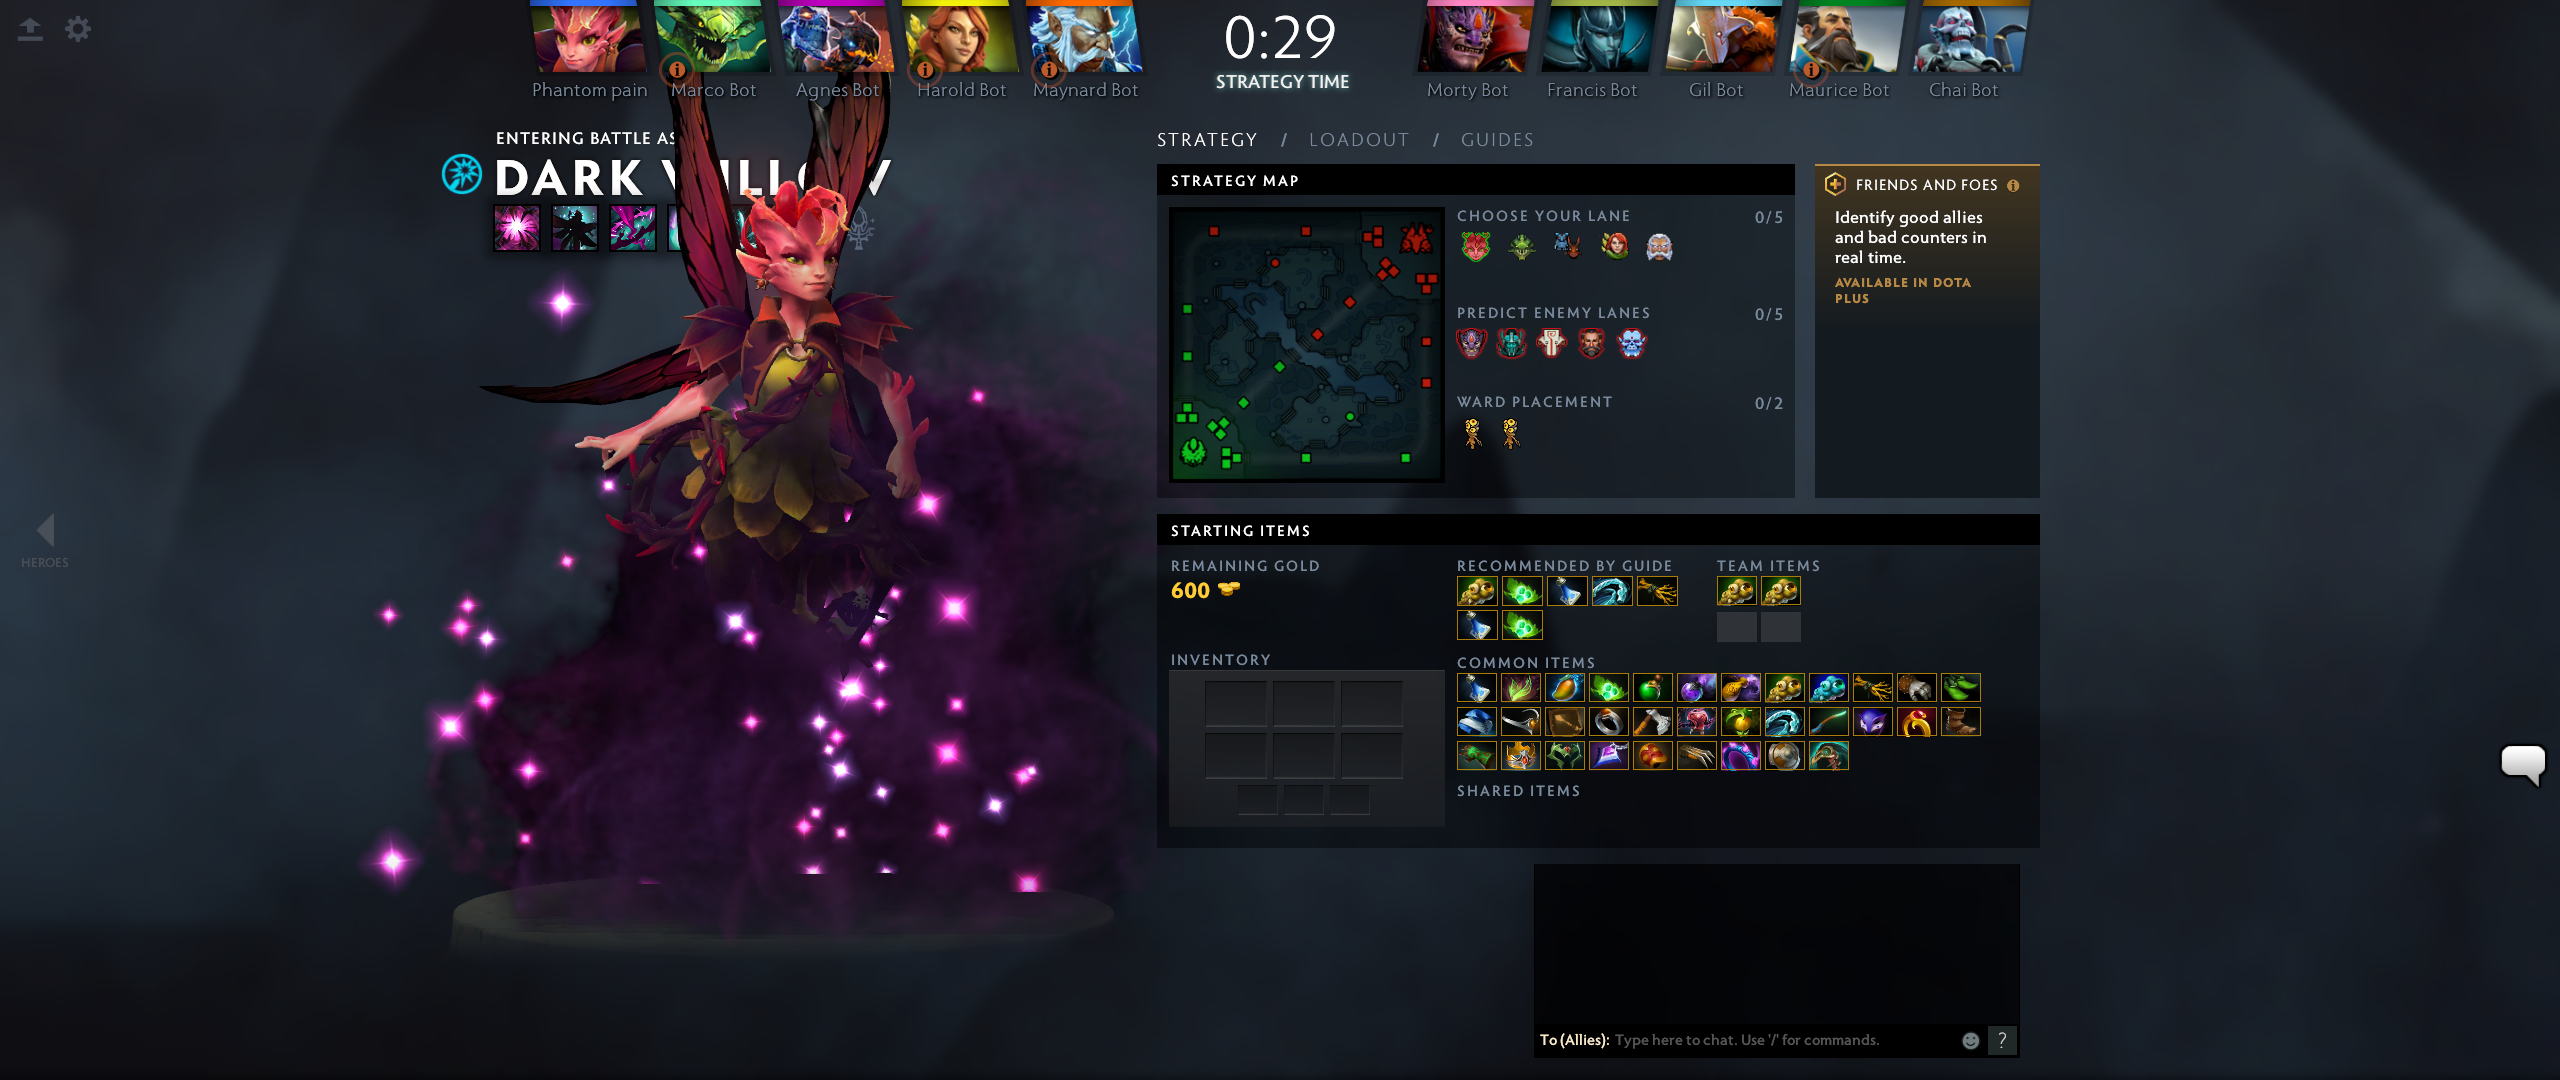 0:29
STRATEGY TIME
Phantom pain
Marco Bot
Agnes Bot
Harold Bot
Maynard Bot
Morty Bot
Francis Bot
Gil Bot
Maurice Bot
Chai Bot
ENTERING BATTLE AS
DARK WILLOW
HEROES
STRATEGY / LOADOUT / GUIDES
STRATEGY MAP
CHOOSE YOUR LANE 0/5
PREDICT ENEMY LANES 0/5
WARD PLACEMENT 0/2
FRIENDS AND FOES
Identify good allies
and bad counters in
real time.
AVAILABLE IN DOTA
PLUS
STARTING ITEMS
REMAINING GOLD
600
RECOMMENDED BY GUIDE
TEAM ITEMS
INVENTORY
COMMON ITEMS
SHARED ITEMS
To (Allies): Type here to chat. Use '/' for commands.
?